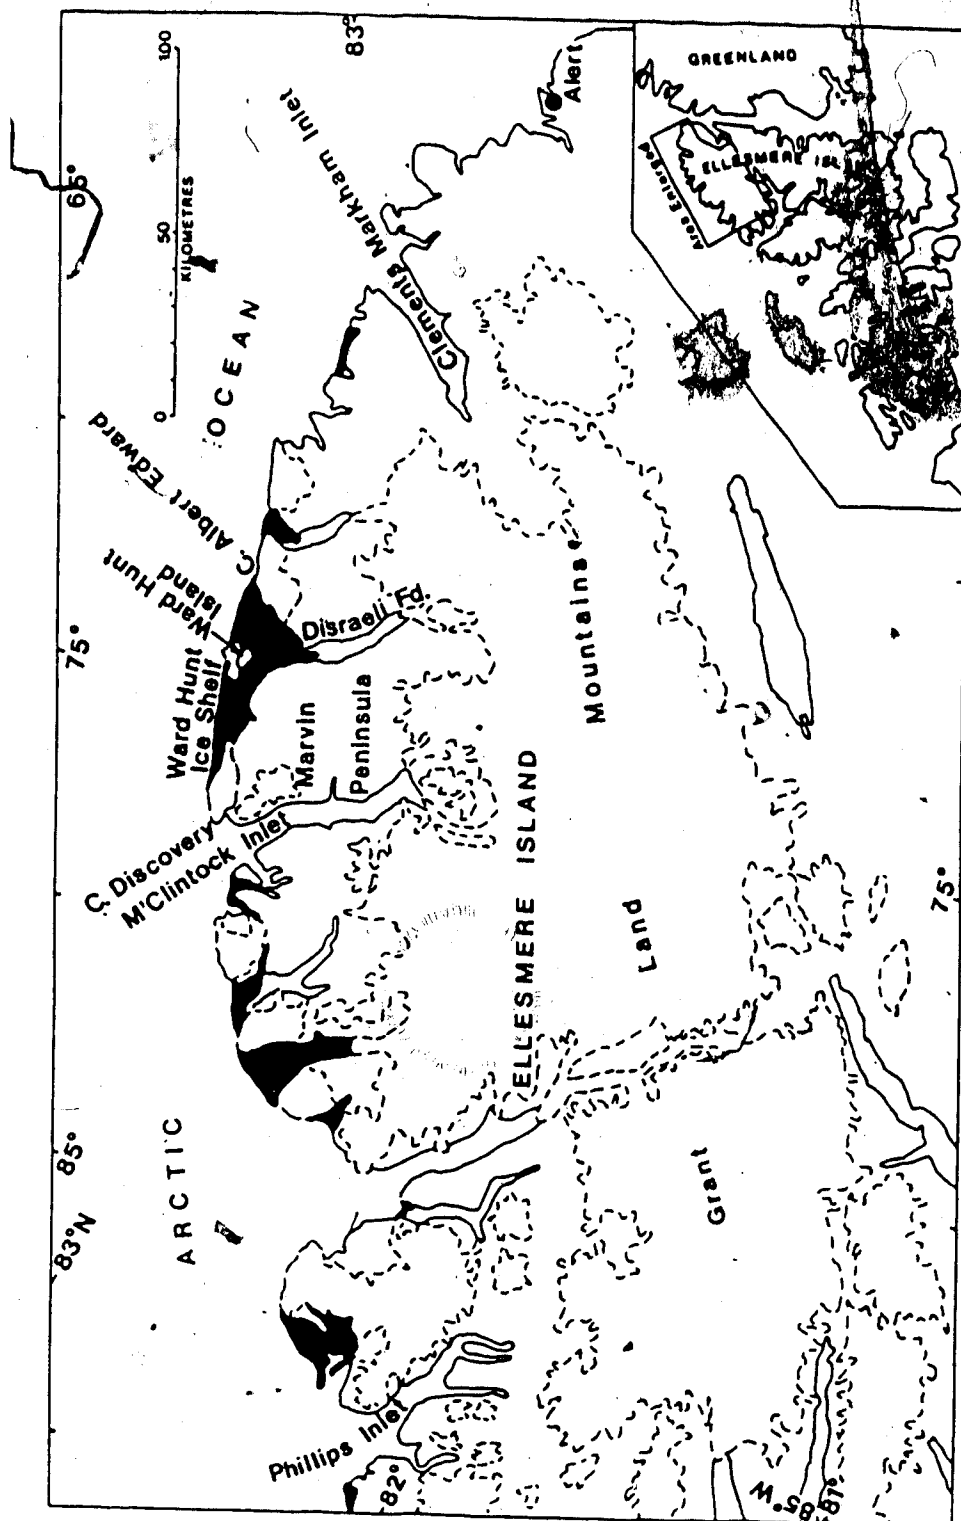 83°N
85°
75°
65°
83°
ARCTIC
OCEAN
0
50
100
KILOMETRES
Phillips Inlet
C. Discovery
M'Clintock Inlet
Ward Hunt
Ice Shelf
Ward Hunt
Island
C. Albert Edward
Marvin
Peninsula
Disraeli Fd.
Clements Markham Inlet
Alert
ELLESMERE ISLAND
Grant
Land
Mountains
82°
85°W
81°
75°
GREENLAND
ELLESMERE ISL
Area Enlarged